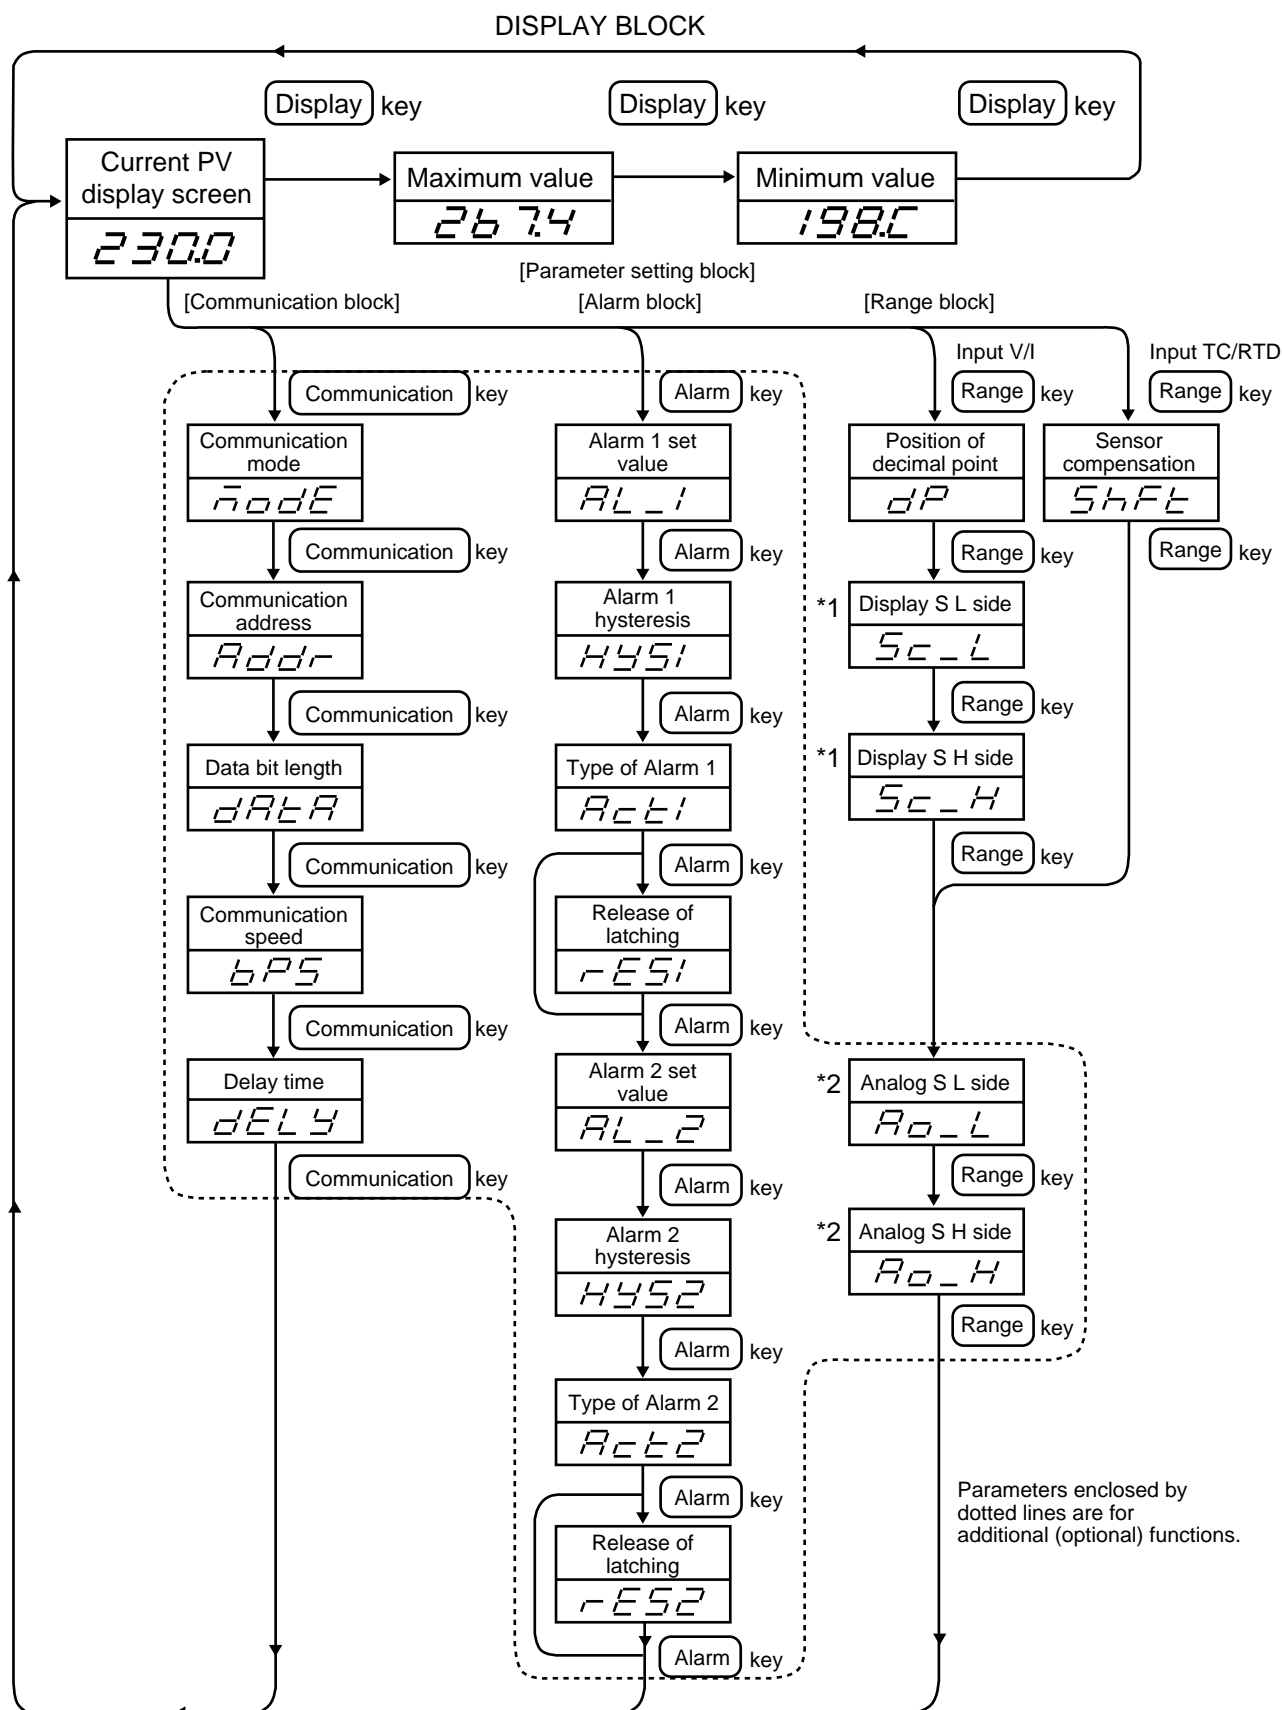 DISPLAY BLOCK
Display key
Display key
Display key
Current PV
display screen
230.0
Maximum value
267.4
Minimum value
198.C
[Parameter setting block]
[Communication block]
[Alarm block]
[Range block]
Input V/I
Input TC/RTD
Communication key
Alarm key
Range key
Range key
Communication
mode
modE
Communication key
Communication
address
Addr
Communication key
Data bit length
dAtA
Communication key
Communication
speed
bPS
Communication key
Delay time
dELY
Communication key
Alarm 1 set
value
AL_1
Alarm key
Alarm 1
hysteresis
HYS1
Alarm key
Type of Alarm 1
Act1
Alarm key
Release of
latching
rES1
Alarm key
Alarm 2 set
value
AL_2
Alarm key
Alarm 2
hysteresis
HYS2
Alarm key
Type of Alarm 2
Act2
Alarm key
Release of
latching
rES2
Alarm key
Position of
decimal point
dP
Range key
*1 Display S L side
Sc_L
Range key
*1 Display S H side
Sc_H
Range key
Sensor
compensation
ShFt
Range key
*2 Analog S L side
Ao_L
Range key
*2 Analog S H side
Ao_H
Range key
Parameters enclosed by
dotted lines are for
additional (optional) functions.